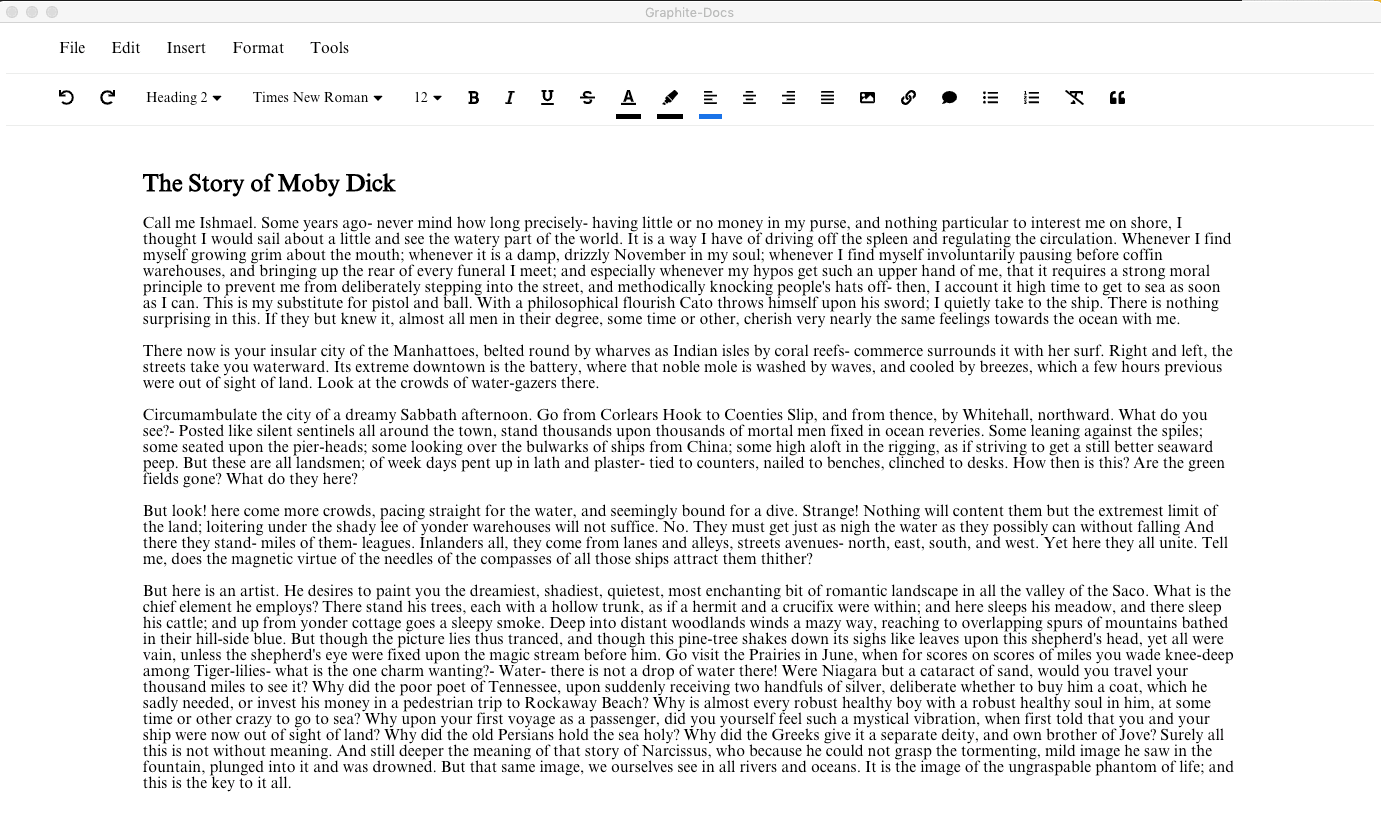 Graphite-Docs
File Edit Insert Format Tools
Heading 2 Times New Roman 12 B I U S A
The Story of Moby Dick
Call me Ishmael. Some years ago- never mind how long precisely- having little or no money in my purse, and nothing particular to interest me on shore, I
thought I would sail about a little and see the watery part of the world. It is a way I have of driving off the spleen and regulating the circulation. Whenever I find
myself growing grim about the mouth; whenever it is a damp, drizzly November in my soul; whenever I find myself involuntarily pausing before coffin
warehouses, and bringing up the rear of every funeral I meet; and especially whenever my hypos get such an upper hand of me, that it requires a strong moral
principle to prevent me from deliberately stepping into the street, and methodically knocking people's hats off- then, I account it high time to get to sea as soon
as I can. This is my substitute for pistol and ball. With a philosophical flourish Cato throws himself upon his sword; I quietly take to the ship. There is nothing
surprising in this. If they but knew it, almost all men in their degree, some time or other, cherish very nearly the same feelings towards the ocean with me.
There now is your insular city of the Manhattoes, belted round by wharves as Indian isles by coral reefs- commerce surrounds it with her surf. Right and left, the
streets take you waterward. Its extreme downtown is the battery, where that noble mole is washed by waves, and cooled by breezes, which a few hours previous
were out of sight of land. Look at the crowds of water-gazers there.
Circumambulate the city of a dreamy Sabbath afternoon. Go from Corlears Hook to Coenties Slip, and from thence, by Whitehall, northward. What do you
see?- Posted like silent sentinels all around the town, stand thousands upon thousands of mortal men fixed in ocean reveries. Some leaning against the spiles;
some seated upon the pier-heads; some looking over the bulwarks of ships from China; some high aloft in the rigging, as if striving to get a still better seaward
peep. But these are all landsmen; of week days pent up in lath and plaster- tied to counters, nailed to benches, clinched to desks. How then is this? Are the green
fields gone? What do they here?
But look! here come more crowds, pacing straight for the water, and seemingly bound for a dive. Strange! Nothing will content them but the extremest limit of
the land; loitering under the shady lee of yonder warehouses will not suffice. No. They must get just as nigh the water as they possibly can without falling And
there they stand- miles of them- leagues. Inlanders all, they come from lanes and alleys, streets avenues- north, east, south, and west. Yet here they all unite. Tell
me, does the magnetic virtue of the needles of the compasses of all those ships attract them thither?
But here is an artist. He desires to paint you the dreamiest, shadiest, quietest, most enchanting bit of romantic landscape in all the valley of the Saco. What is the
chief element he employs? There stand his trees, each with a hollow trunk, as if a hermit and a crucifix were within; and here sleeps his meadow, and there sleep
his cattle; and up from yonder cottage goes a sleepy smoke. Deep into distant woodlands winds a mazy way, reaching to overlapping spurs of mountains bathed
in their hill-side blue. But though the picture lies thus tranced, and though this pine-tree shakes down its sighs like leaves upon this shepherd's head, yet all were
vain, unless the shepherd's eye were fixed upon the magic stream before him. Go visit the Prairies in June, when for scores on scores of miles you wade knee-deep
among Tiger-lilies- what is the one charm wanting?- Water- there is not a drop of water there! Were Niagara but a cataract of sand, would you travel your
thousand miles to see it? Why did the poor poet of Tennessee, upon suddenly receiving two handfuls of silver, deliberate whether to buy him a coat, which he
sadly needed, or invest his money in a pedestrian trip to Rockaway Beach? Why is almost every robust healthy boy with a robust healthy soul in him, at some
time or other crazy to go to sea? Why upon your first voyage as a passenger, did you yourself feel such a mystical vibration, when first told that you and your
ship were now out of sight of land? Why did the old Persians hold the sea holy? Why did the Greeks give it a separate deity, and own brother of Jove? Surely all
this is not without meaning. And still deeper the meaning of that story of Narcissus, who because he could not grasp the tormenting, mild image he saw in the
fountain, plunged into it and was drowned. But that same image, we ourselves see in all rivers and oceans. It is the image of the ungraspable phantom of life; and
this is the key to it all.